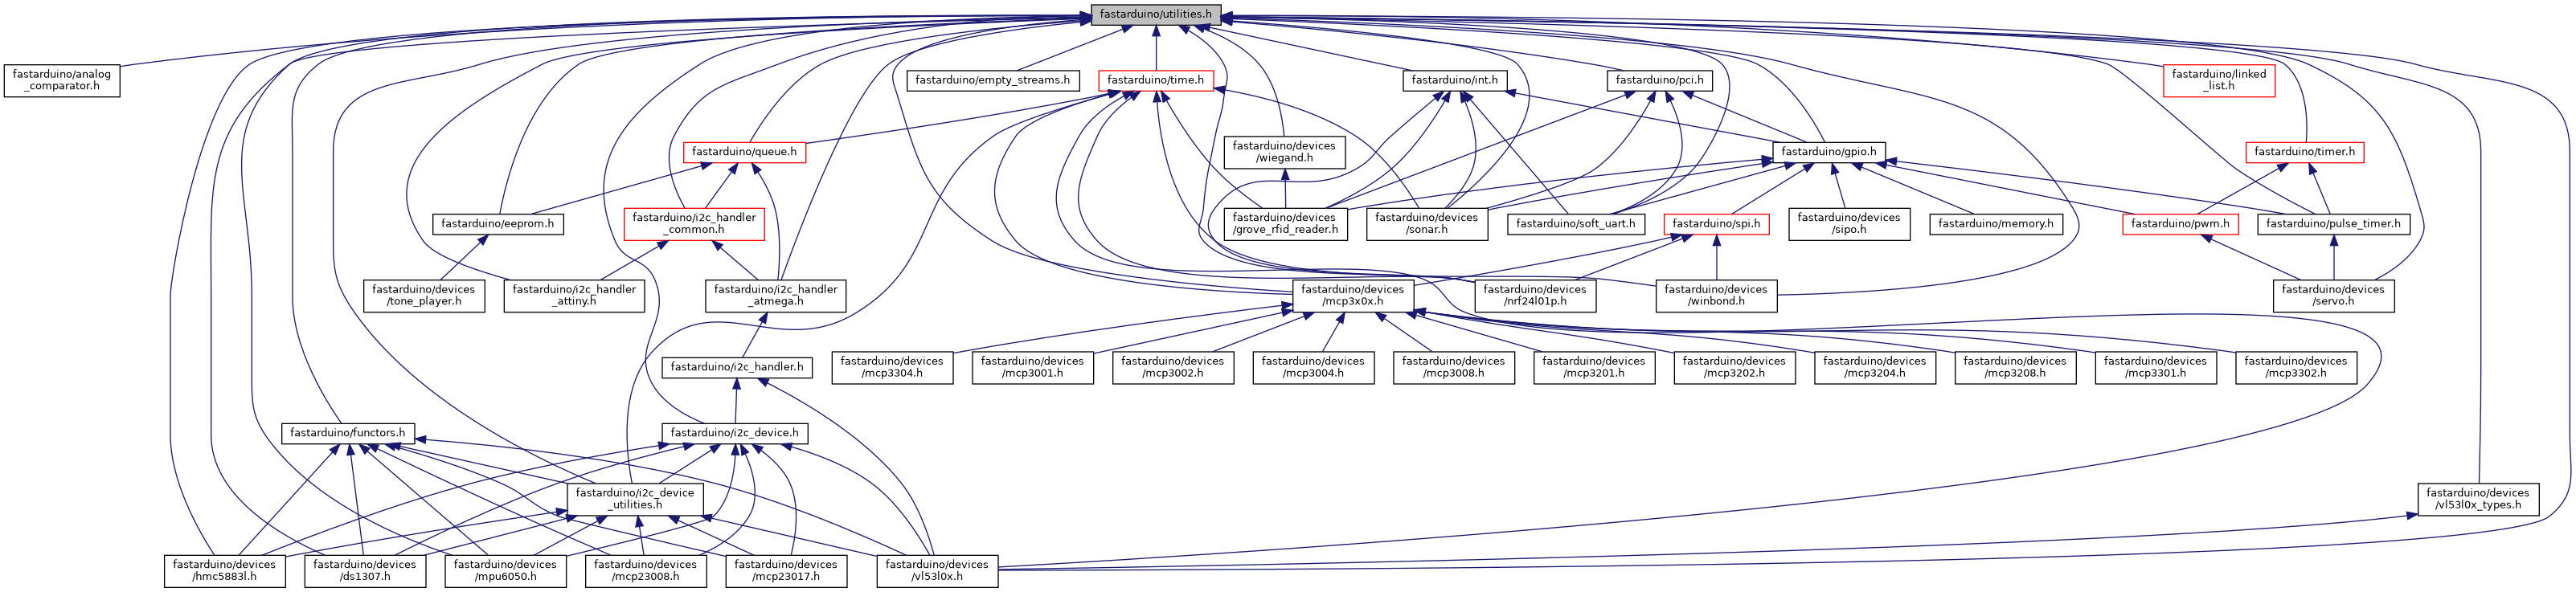 fastarduino/utilities.h
fastarduino/analog
_comparator.h
fastarduino/empty_streams.h
fastarduino/time.h
fastarduino/int.h
fastarduino/pci.h
fastarduino/linked
_list.h
fastarduino/queue.h
fastarduino/devices
/wiegand.h
fastarduino/gpio.h
fastarduino/timer.h
fastarduino/eeprom.h
fastarduino/i2c_handler
_common.h
fastarduino/devices
/grove_rfid_reader.h
fastarduino/devices
/sonar.h
fastarduino/soft_uart.h
fastarduino/spi.h
fastarduino/devices
/sipo.h
fastarduino/memory.h
fastarduino/pwm.h
fastarduino/pulse_timer.h
fastarduino/devices
/tone_player.h
fastarduino/i2c_handler
_attiny.h
fastarduino/i2c_handler
_atmega.h
fastarduino/devices
/mcp3x0x.h
fastarduino/devices
/nrf24l01p.h
fastarduino/devices
/winbond.h
fastarduino/devices
/servo.h
fastarduino/i2c_handler.h
fastarduino/devices
/mcp3304.h
fastarduino/devices
/mcp3001.h
fastarduino/devices
/mcp3002.h
fastarduino/devices
/mcp3004.h
fastarduino/devices
/mcp3008.h
fastarduino/devices
/mcp3201.h
fastarduino/devices
/mcp3202.h
fastarduino/devices
/mcp3204.h
fastarduino/devices
/mcp3208.h
fastarduino/devices
/mcp3301.h
fastarduino/devices
/mcp3302.h
fastarduino/functors.h
fastarduino/i2c_device.h
fastarduino/i2c_device
_utilities.h
fastarduino/devices
/vl53l0x_types.h
fastarduino/devices
/hmc5883l.h
fastarduino/devices
/ds1307.h
fastarduino/devices
/mpu6050.h
fastarduino/devices
/mcp23008.h
fastarduino/devices
/mcp23017.h
fastarduino/devices
/vl53l0x.h